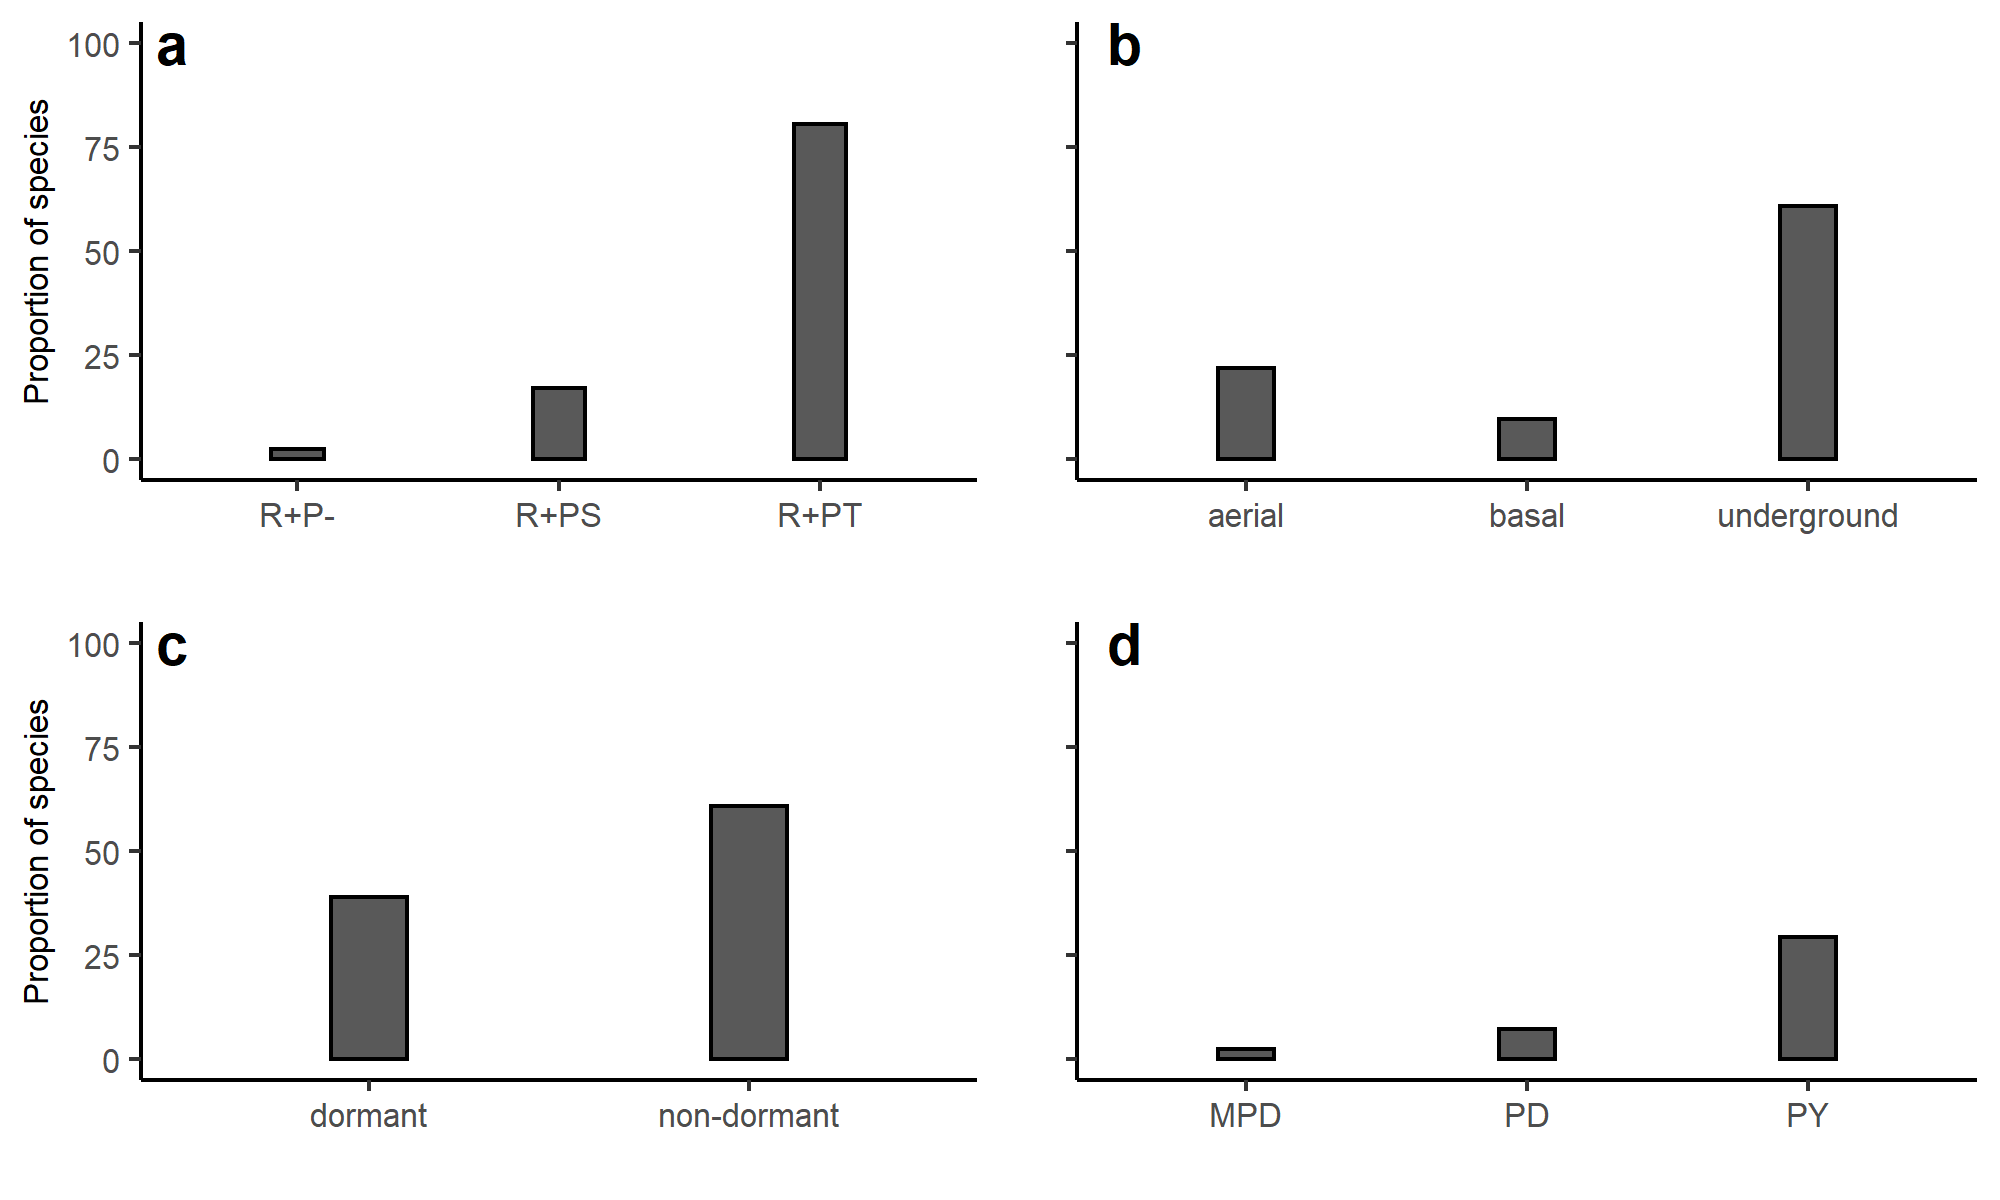 a
100
75
50
25
0
Proportion of species
R+P-
R+PS
R+PT
b
aerial
basal
underground
c
100
75
50
25
0
Proportion of species
dormant
non-dormant
d
MPD
PD
PY